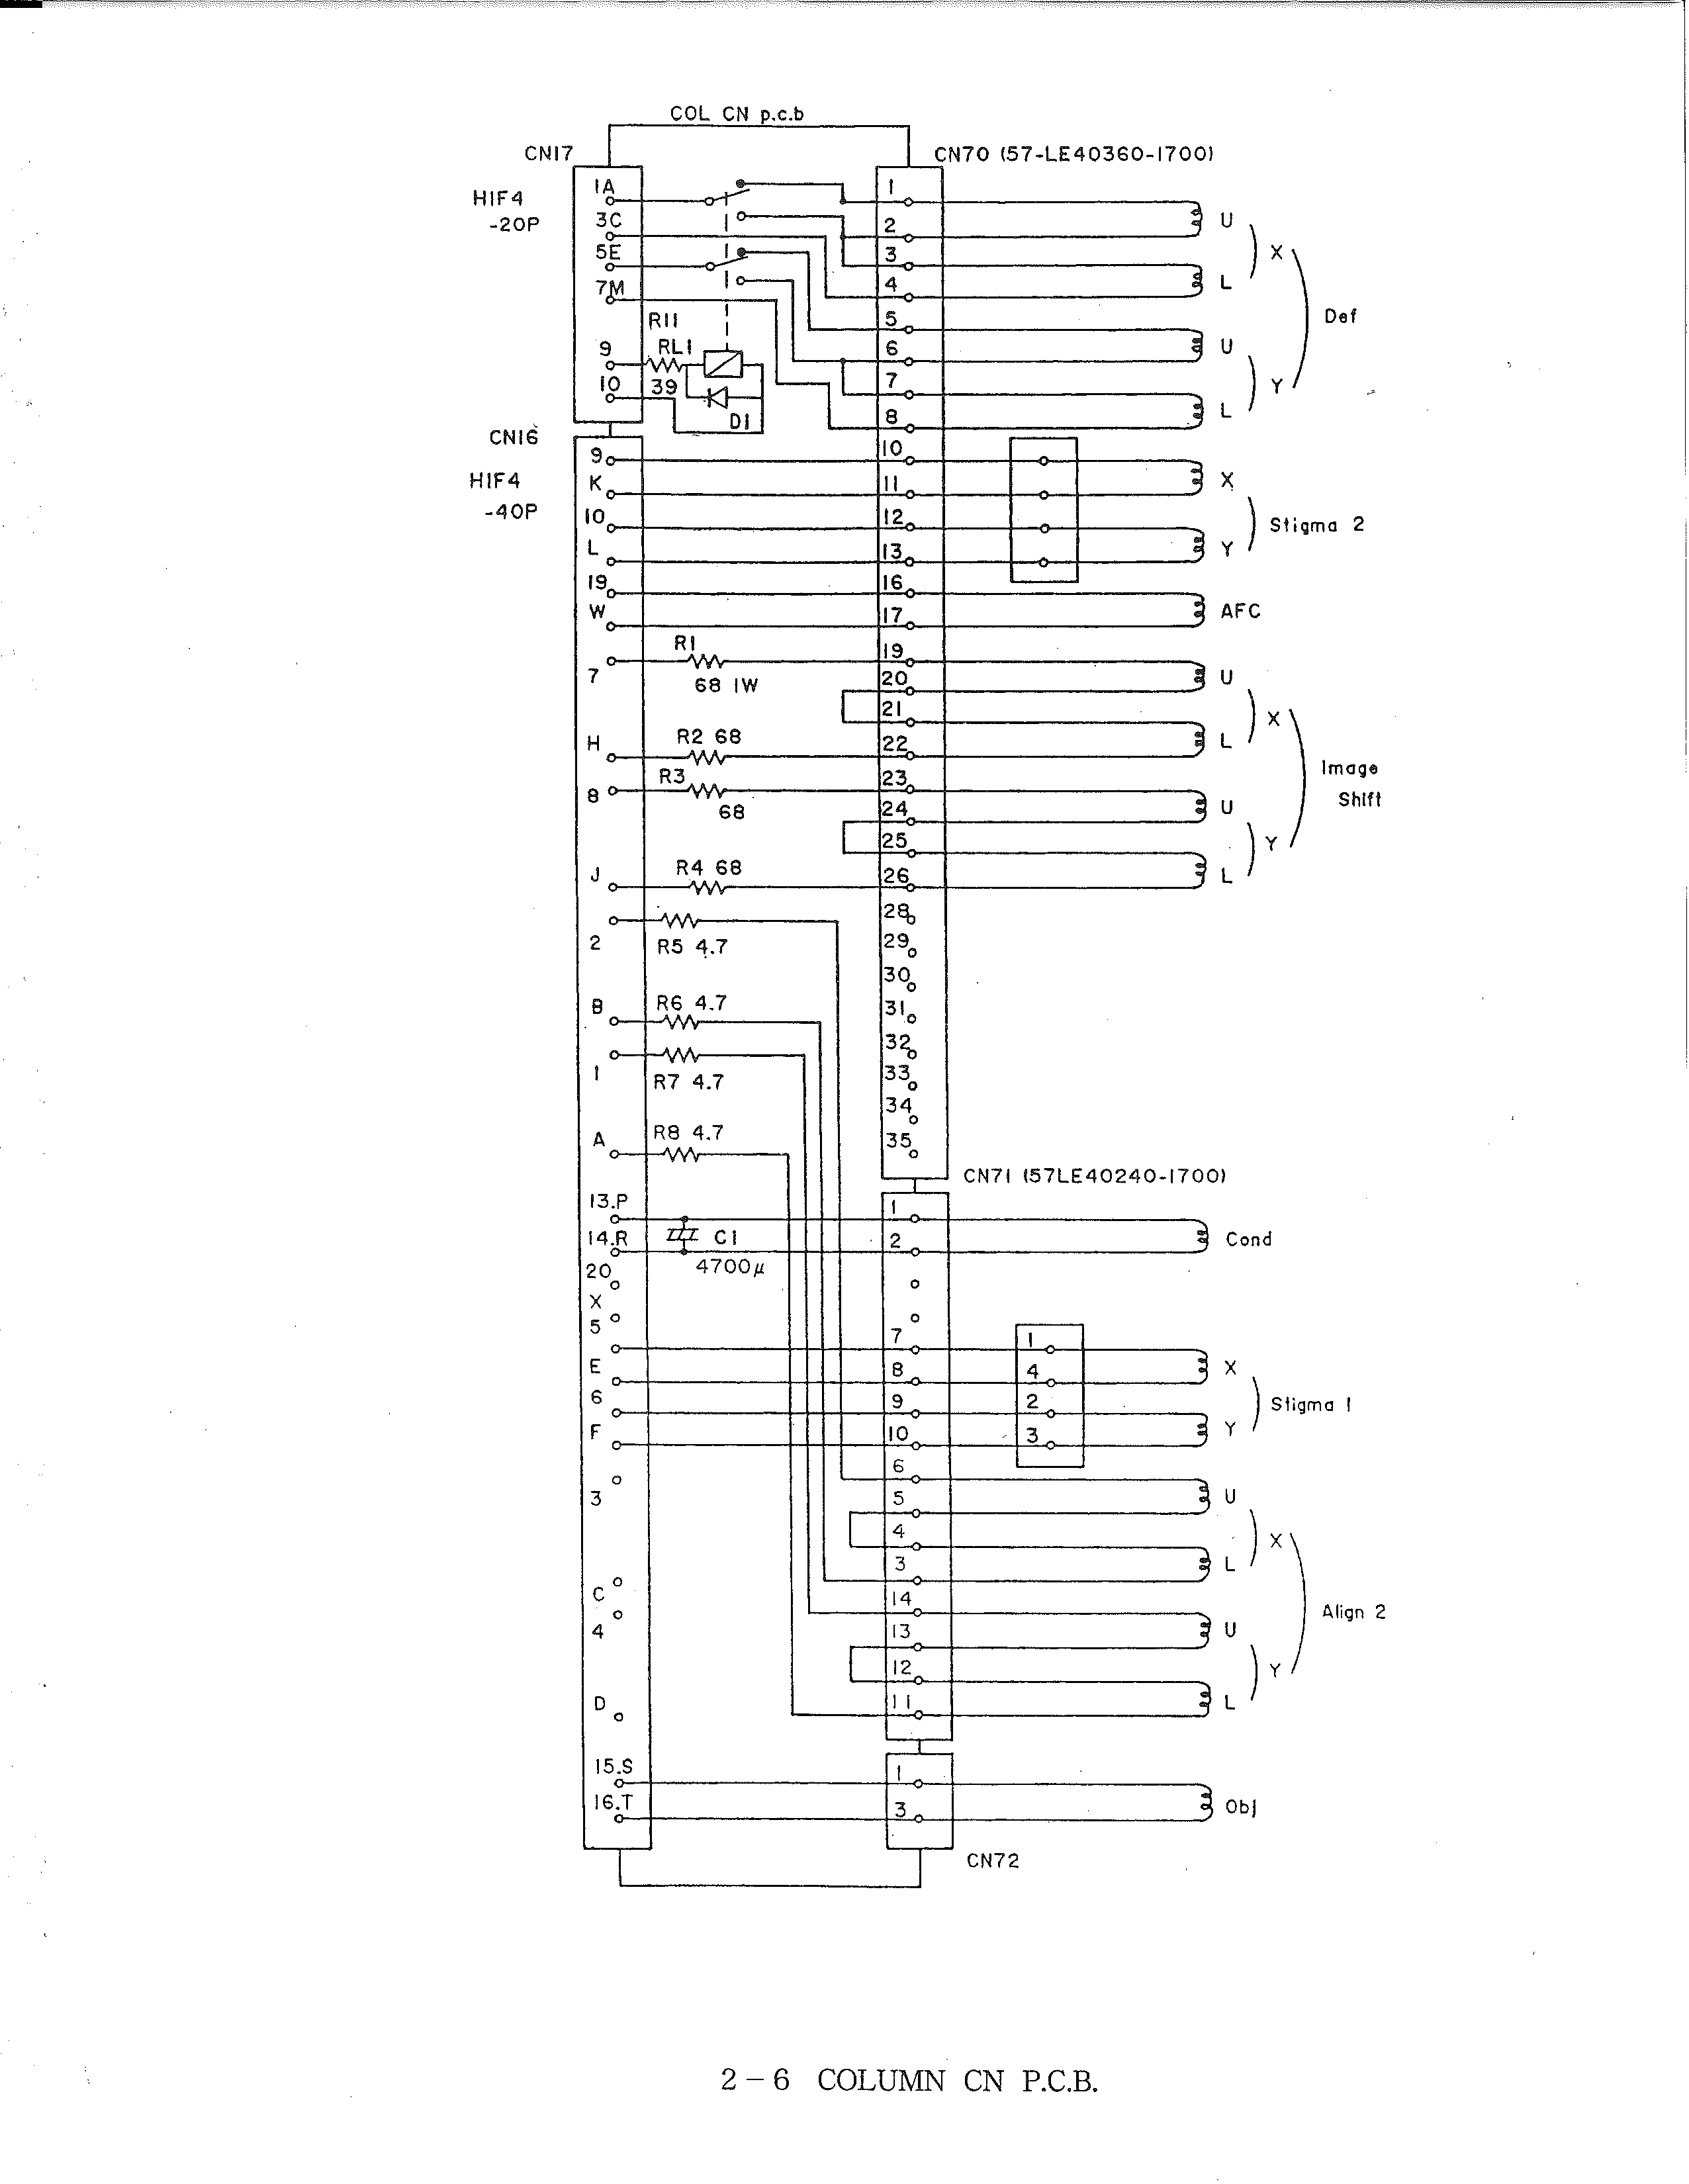 COL CN p.c.b
CN17
CN70 (57-LE40360-1700)
HIF4
-20P
1A
3C
5E
7M
9
10
R11
RL1
39
D1
1
2
3
4
5
6
7
8
U
X
L
Def
U
Y
L
CN16
HIF4
-40P
9
K
10
L
19
W
7
H
8
J
2
B
1
A
13.P
14.R
20
X
5
E
6
F
3
C
4
D
15.S
16.T
R1
68 1W
R2 68
R3
68
R4 68
R5 4.7
R6 4.7
R7 4.7
R8 4.7
C1
4700μ
10
11
12
13
16
17
19
20
21
22
23
24
25
26
28
29
30
31
32
33
34
35
X
Stigma 2
Y
AFC
U
X
L
Image
Shift
U
Y
L
CN71 (57LE40240-1700)
1
2
7
8
9
10
6
5
4
3
14
13
12
11
1
4
2
3
Cond
X
Stigma 1
Y
U
X
L
Align 2
U
Y
L
1
3
Obj
CN72
2-6 COLUMN CN P.C.B.